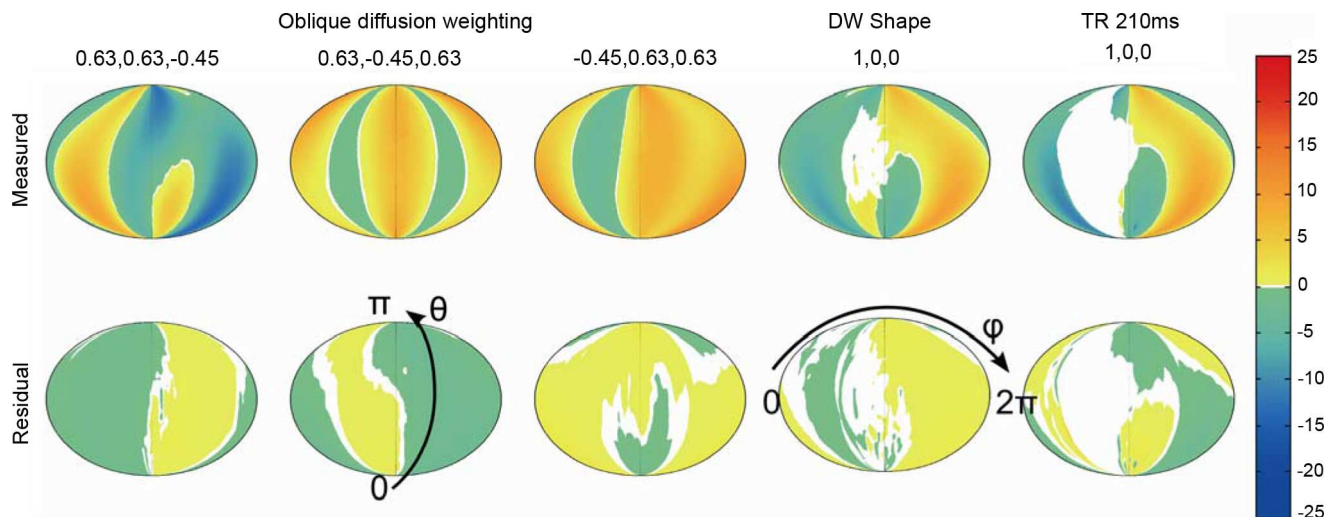 Oblique diffusion weighting DW Shape TR 210ms
0.63,0.63,-0.45 0.63,-0.45,0.63 -0.45,0.63,0.63 1,0,0 1,0,0
Measured
Residual
π θ
0
φ
0 2π
25
20
15
10
5
0
-5
-10
-15
-20
-25